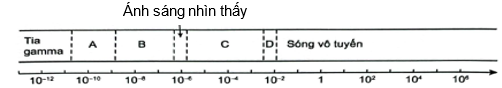 Ánh sáng nhìn thấy
Tia gamma A B C D Sóng vô tuyến
10⁻¹² 10⁻¹⁰ 10⁻⁸ 10⁻⁶ 10⁻⁴ 10⁻² 1 10² 10⁴ 10⁶